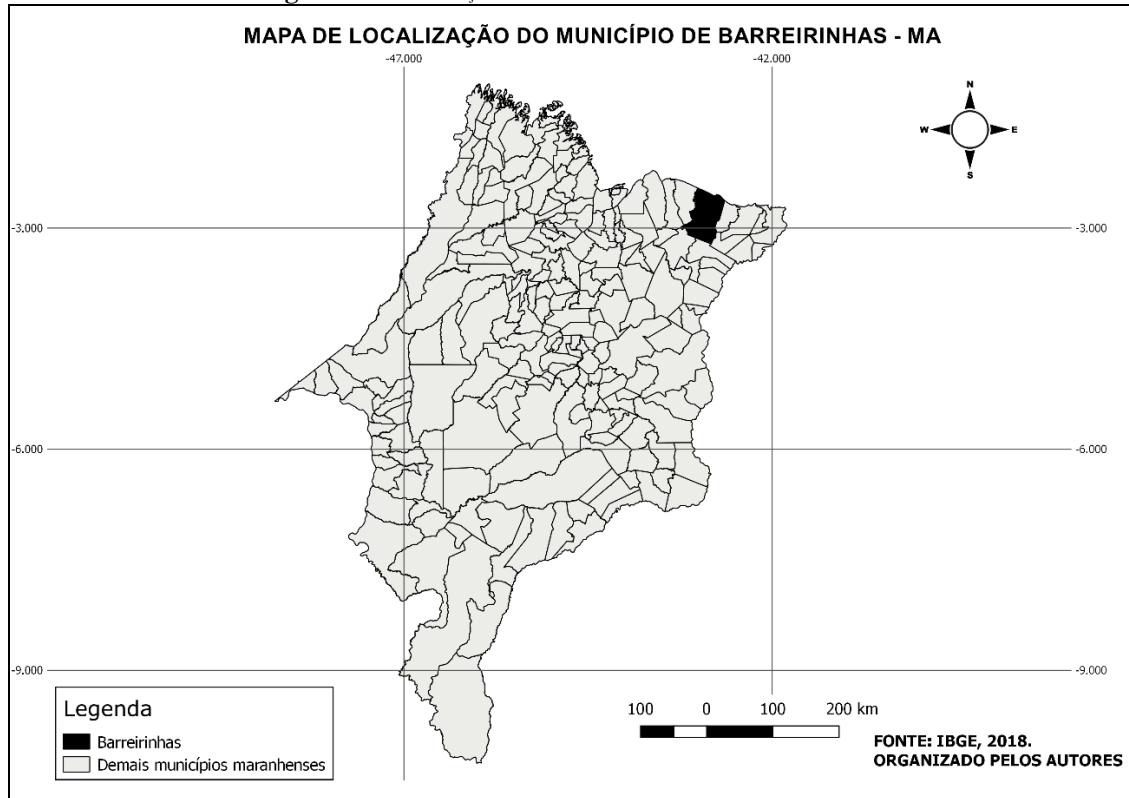 MAPA DE LOCALIZAÇÃO DO MUNICÍPIO DE BARREIRINHAS - MA
-47.000
-42.000
N
W
E
S
-3.000
-3.000
-6.000
-6.000
-9.000
-9.000
Legenda
Barreirinhas
Demais municípios maranhenses
100 0 100 200 km
FONTE: IBGE, 2018.
ORGANIZADO PELOS AUTORES